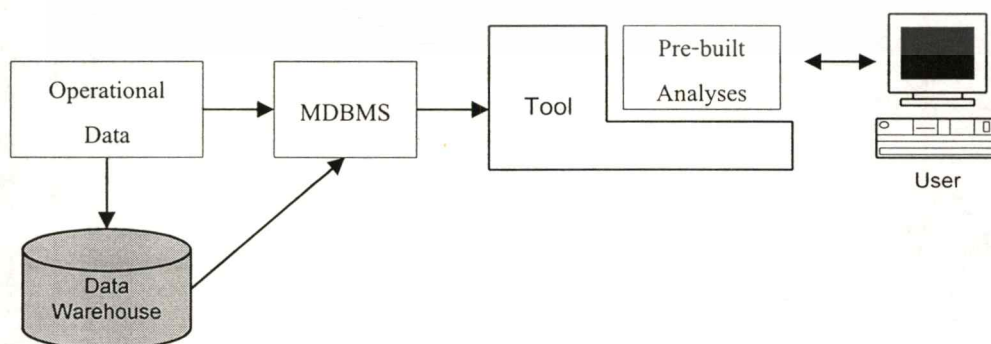 Operational
Data
MDBMS
Tool
Pre-built
Analyses
User
Data
Warehouse